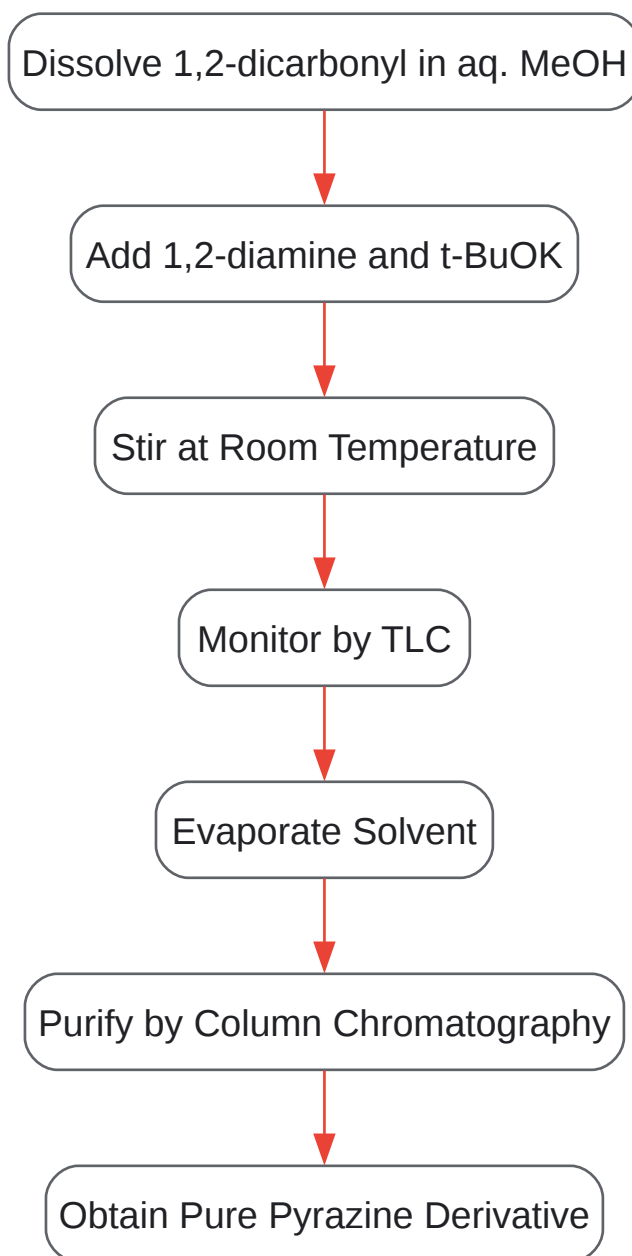 Dissolve 1,2-dicarbonyl in aq. MeOH
Add 1,2-diamine and t-BuOK
Stir at Room Temperature
Monitor by TLC
Evaporate Solvent
Purify by Column Chromatography
Obtain Pure Pyrazine Derivative